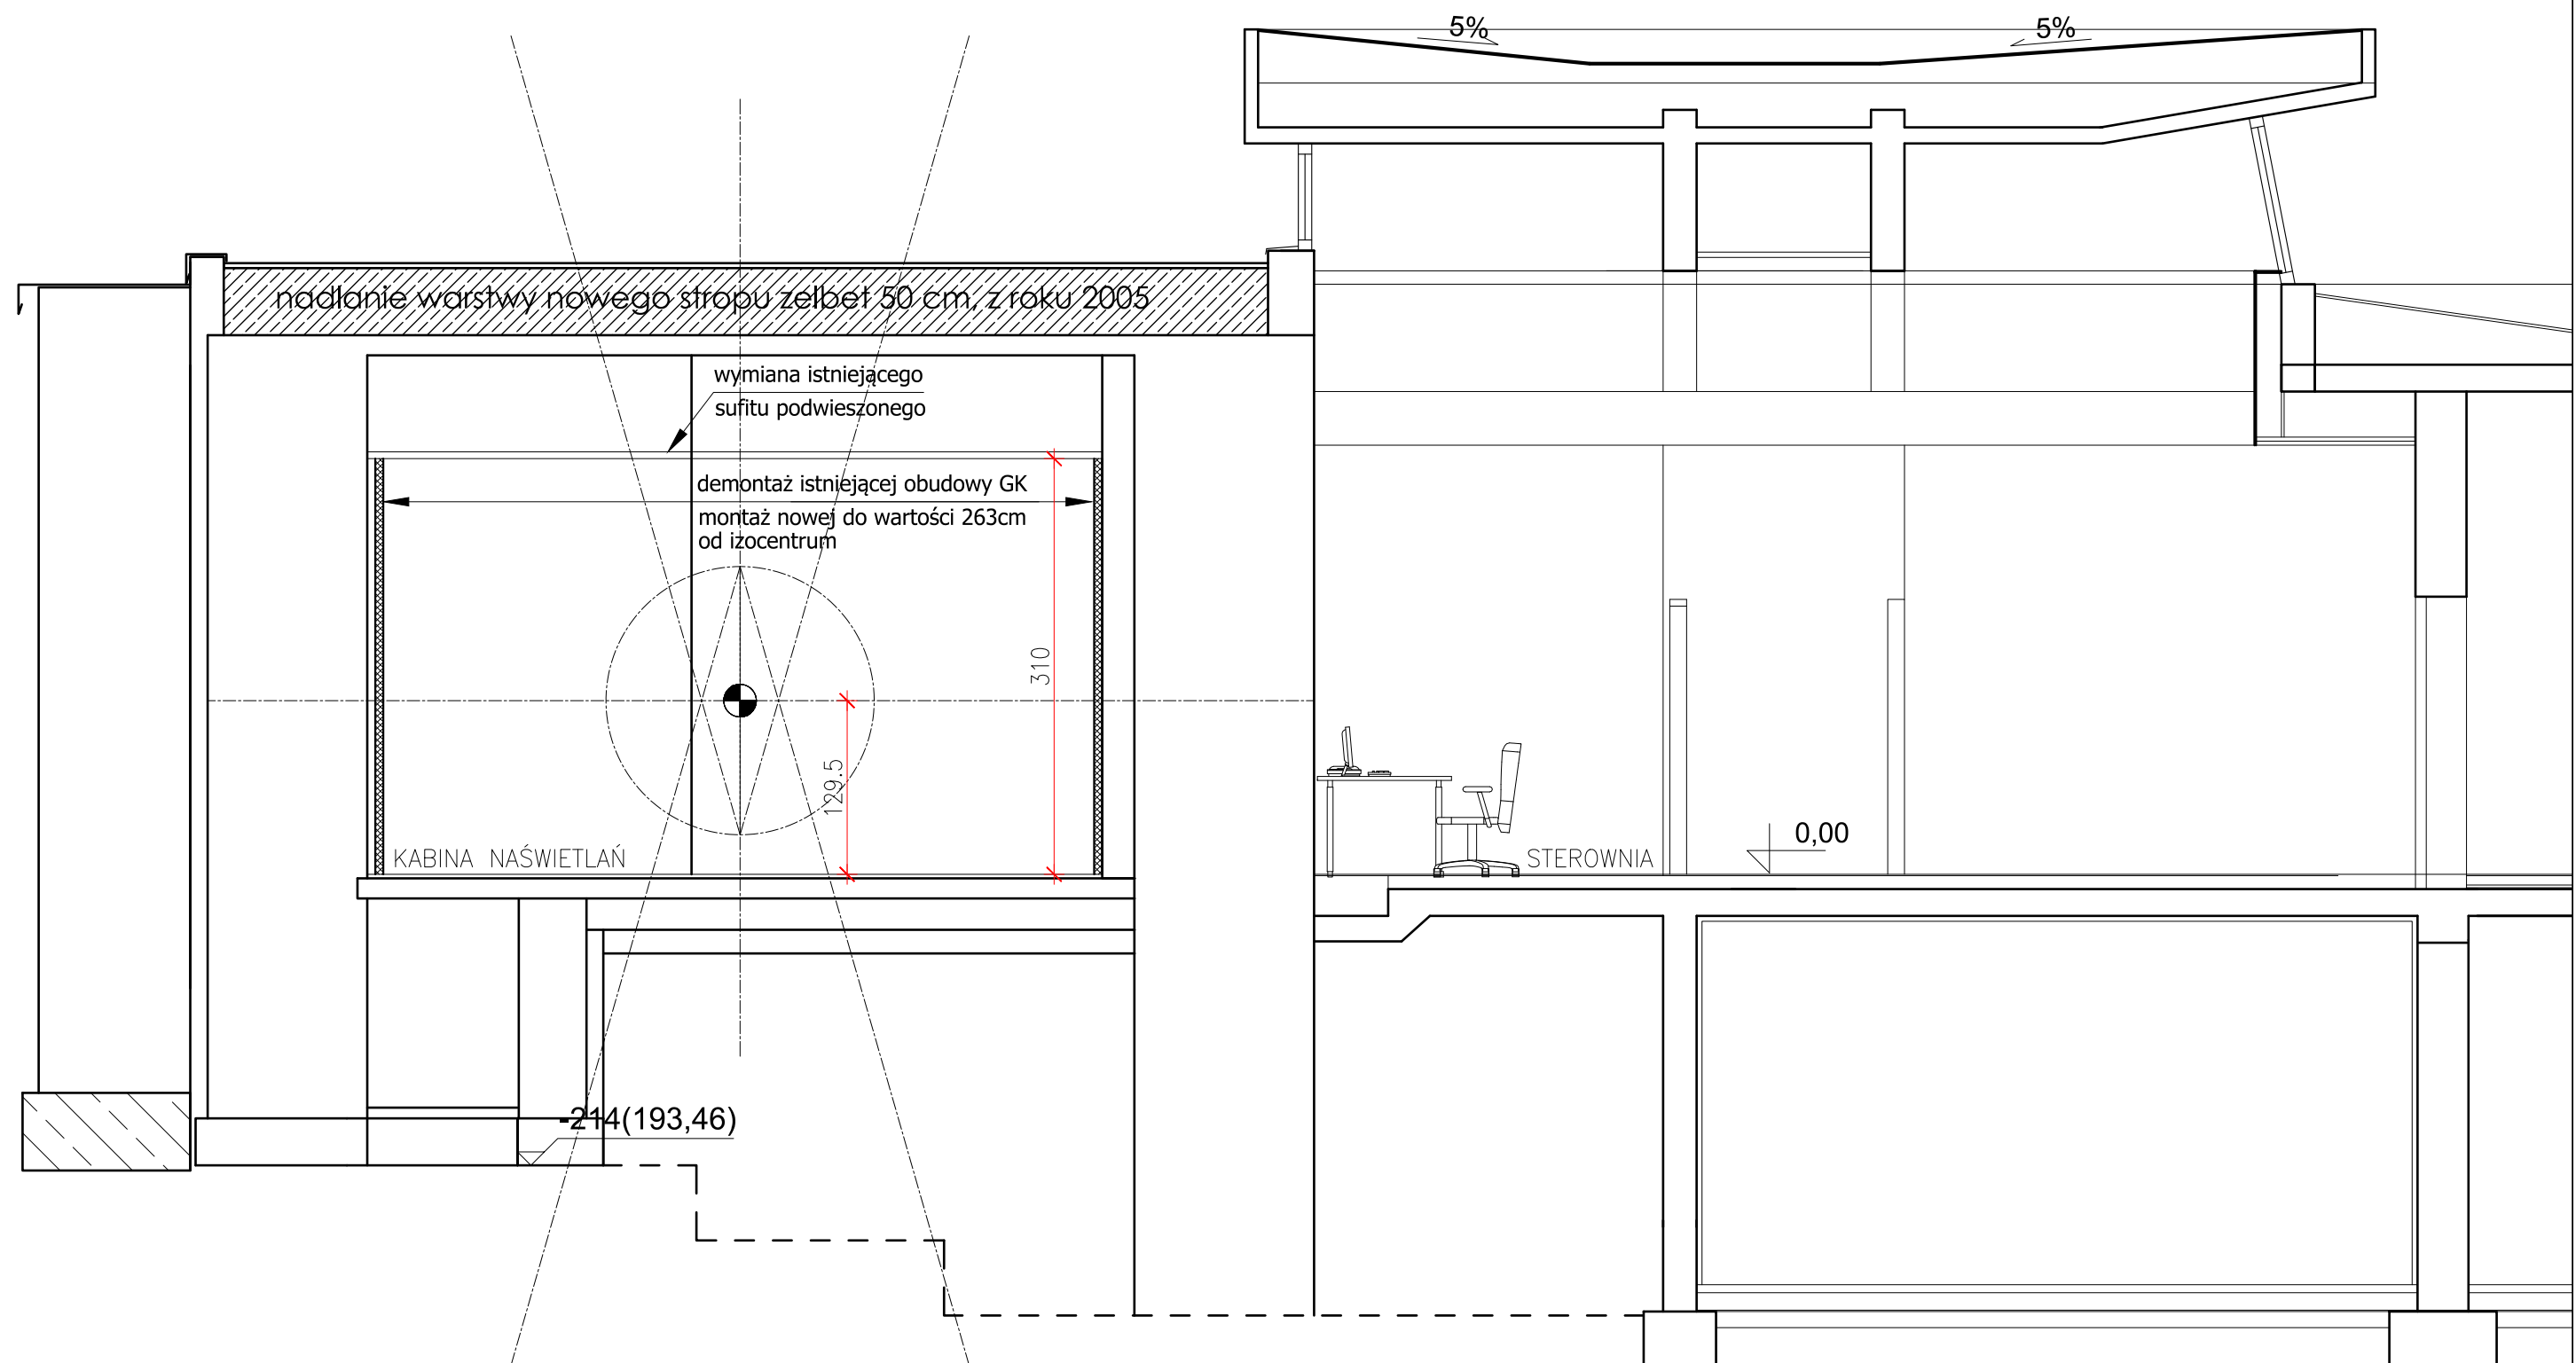 5%
5%
nadlanie warstwy nowego stropu zelbet 50 cm, z roku 2005
wymiana istniejącego
sufitu podwieszonego
demontaż istniejącej obudowy GK
montaż nowej do wartości 263cm
od izocentrum
310
129.5
0,00
KABINA NAŚWIETLAŃ
STEROWNIA
-214(193,46)